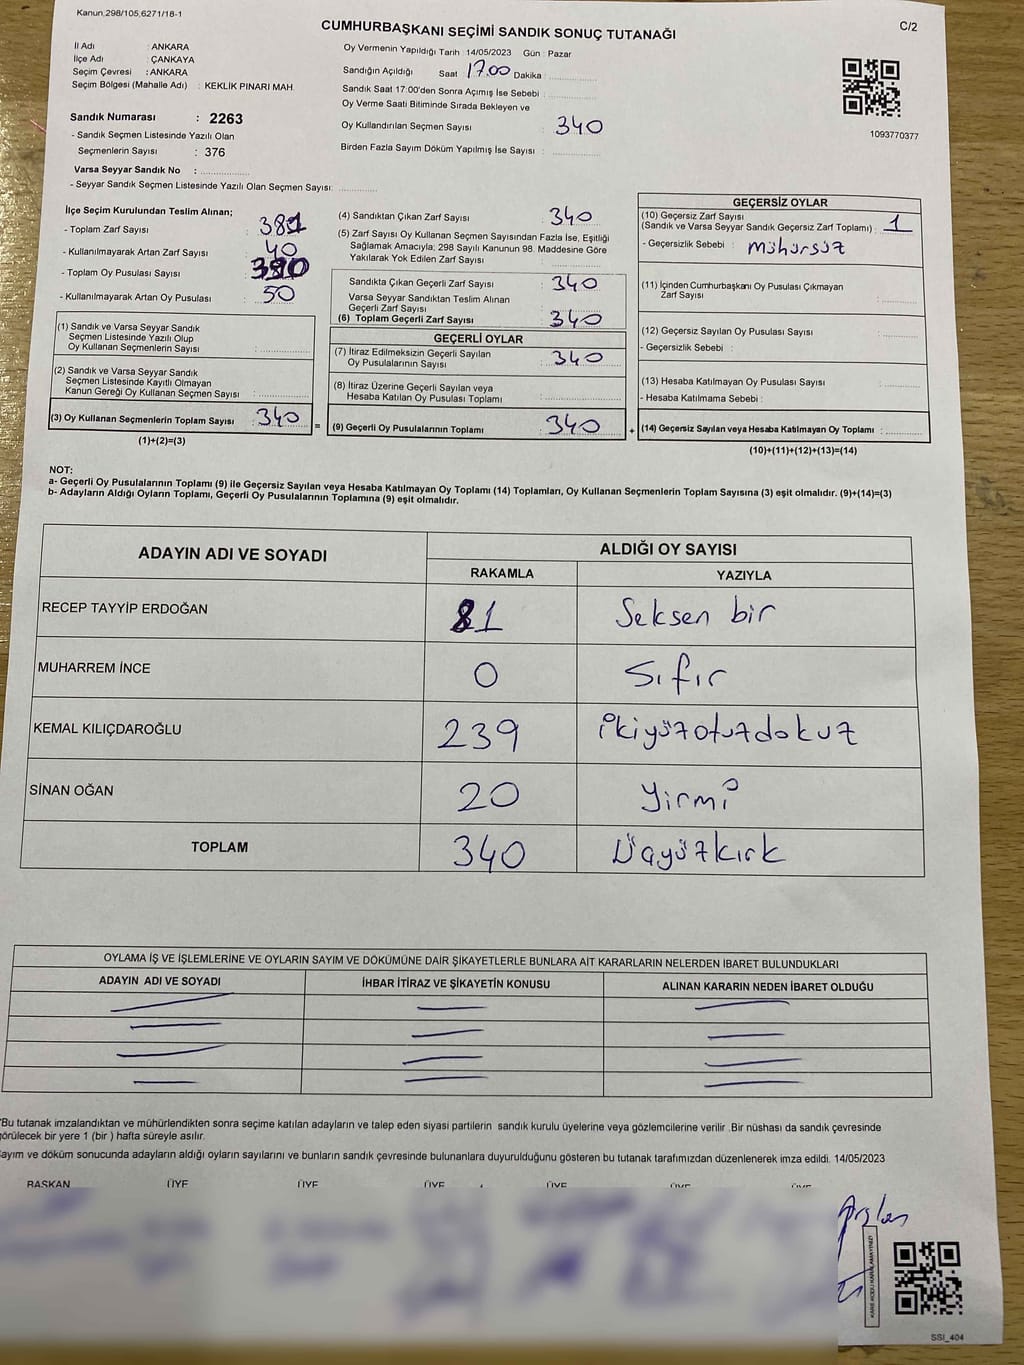 Kanun,298/105,6271/18-1
C/2
CUMHURBAŞKANI SEÇİMİ SANDIK SONUÇ TUTANAĞI
İl Adı : ANKARA
İlçe Adı : ÇANKAYA
Seçim Çevresi : ANKARA
Seçim Bölgesi (Mahalle Adı) : KEKLİK PINARI MAH.
Oy Vermenin Yapıldığı Tarih :14/05/2023 Gün : Pazar
Sandığın Açıldığı Saat 17.00 Dakika :
Sandık Saat 17:00'den Sonra Açımış İse Sebebi :
Oy Verme Saati Bitiminde Sırada Bekleyen ve
Oy Kullandırılan Seçmen Sayısı : 340
Birden Fazla Sayım Döküm Yapılmış İse Sayısı :
1093770377
Sandık Numarası : 2263
- Sandık Seçmen Listesinde Yazılı Olan
Seçmenlerin Sayısı : 376
Varsa Seyyar Sandık No :
- Seyyar Sandık Seçmen Listesinde Yazılı Olan Seçmen Sayısı:
İlçe Seçim Kurulundan Teslim Alınan;
- Toplam Zarf Sayısı : 381
- Kullanılmayarak Artan Zarf Sayısı : 40
- Toplam Oy Pusulası Sayısı :
- Kullanılmayarak Artan Oy Pusulası : 50
(1) Sandık ve Varsa Seyyar Sandık
Seçmen Listesinde Yazılı Olup
Oy Kullanan Seçmenlerin Sayısı :
(2) Sandık ve Varsa Seyyar Sandık
Seçmen Listesinde Kayıtlı Olmayan
Kanun Gereği Oy Kullanan Seçmen Sayısı :
(3) Oy Kullanan Seçmenlerin Toplam Sayısı : 340
(1)+(2)=(3)
(4) Sandıktan Çıkan Zarf Sayısı : 340
(5) Zarf Sayısı Oy Kullanan Seçmen Sayısından Fazla İse, Eşitliği
Sağlamak Amacıyla; 298 Sayılı Kanunun 98. Maddesine Göre
Yakılarak Yok Edilen Zarf Sayısı :
Sandıkta Çıkan Geçerli Zarf Sayısı : 340
Varsa Seyyar Sandıktan Teslim Alınan
Geçerli Zarf Sayısı :
(6) Toplam Geçerli Zarf Sayısı : 340
GEÇERLİ OYLAR
(7) İtiraz Edilmeksizin Geçerli Sayılan
Oy Pusulalarının Sayısı : 340
(8) İtiraz Üzerine Geçerli Sayılan veya
Hesaba Katılan Oy Pusulası Toplamı :
= (9) Geçerli Oy Pusulalarının Toplamı : 340
GEÇERSİZ OYLAR
(10) Geçersiz Zarf Sayısı
(Sandık ve Varsa Seyyar Sandık Geçersiz Zarf Toplamı) : 1
- Geçersizlik Sebebi : mühürsüz
(11) İçinden Cumhurbaşkanı Oy Pusulası Çıkmayan
Zarf Sayısı :
(12) Geçersiz Sayılan Oy Pusulası Sayısı :
- Geçersizlik Sebebi :
(13) Hesaba Katılmayan Oy Pusulası Sayısı :
- Hesaba Katılmama Sebebi :
+ (14) Geçersiz Sayılan veya Hesaba Katılmayan Oy Toplamı :
(10)+(11)+(12)+(13)=(14)
NOT:
a- Geçerli Oy Pusulalarının Toplamı (9) ile Geçersiz Sayılan veya Hesaba Katılmayan Oy Toplamı (14) Toplamları, Oy Kullanan Seçmenlerin Toplam Sayısına (3) eşit olmalıdır. (9)+(14)=(3)
b- Adayların Aldığı Oyların Toplamı, Geçerli Oy Pusulalarının Toplamına (9) eşit olmalıdır.
ADAYIN ADI VE SOYADI
ALDIĞI OY SAYISI
RAKAMLA YAZIYLA
RECEP TAYYİP ERDOĞAN 81 Seksen bir
MUHARREM İNCE 0 Sıfır
KEMAL KILIÇDAROĞLU 239 ikiyüzotuzdokuz
SİNAN OĞAN 20 Yirmi
TOPLAM 340 Üçyüzkırk
OYLAMA İŞ VE İŞLEMLERİNE VE OYLARIN SAYIM VE DÖKÜMÜNE DAİR ŞİKAYETLERLE BUNLARA AİT KARARLARIN NELERDEN İBARET BULUNDUKLARI
ADAYIN ADI VE SOYADI İHBAR İTİRAZ VE ŞİKAYETİN KONUSU ALINAN KARARIN NEDEN İBARET OLDUĞU
"Bu tutanak imzalandıktan ve mühürlendikten sonra seçime katılan adayların ve talep eden siyasi partilerin sandık kurulu üyelerine veya gözlemcilerine verilir .Bir nüshası da sandık çevresinde
görülecek bir yere 1 (bir ) hafta süreyle asılır.
Sayım ve döküm sonucunda adayların aldığı oyların sayılarını ve bunların sandık çevresinde bulunanlara duyurulduğunu gösteren bu tutanak tarafımızdan düzenlenerek imza edildi. 14/05/2023
BAŞKAN ÜYE ÜYE ÜYE ÜYE ÜYE ÜYE
Arslan
KARE KODU KARALAMAYINIZ!
SSI_404